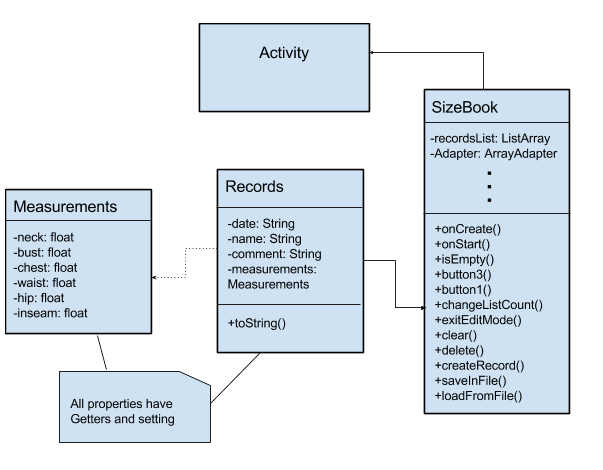 Activity
SizeBook
-recordsList: ListArray
-Adapter: ArrayAdapter
+onCreate()
+onStart()
+isEmpty()
+button3()
+button1()
+changeListCount()
+exitEditMode()
+clear()
+delete()
+createRecord()
+saveInFile()
+loadFromFile()
Records
-date: String
-name: String
-comment: String
-measurements:
Measurements
+toString()
Measurements
-neck: float
-bust: float
-chest: float
-waist: float
-hip: float
-inseam: float
All properties have
Getters and setting